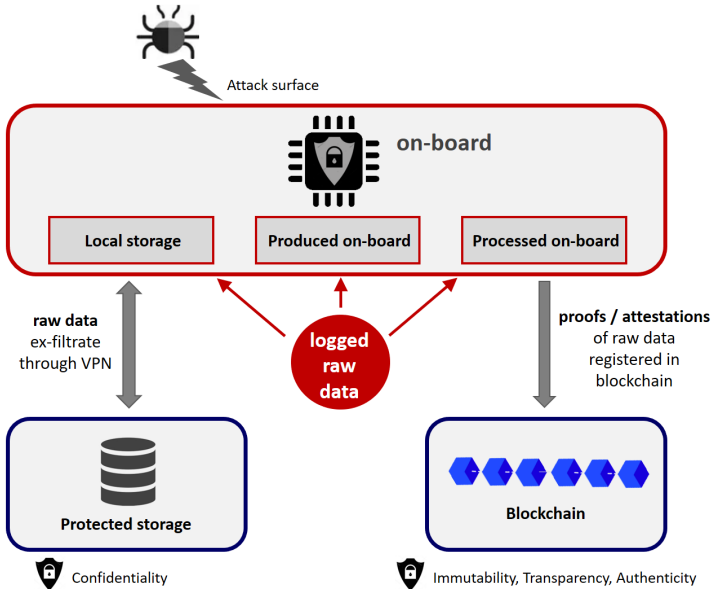 Attack surface
on-board
Local storage
Produced on-board
Processed on-board
raw data
ex-filtrate
through VPN
logged
raw
data
proofs / attestations
of raw data
registered in
blockchain
Protected storage
Blockchain
Confidentiality
Immutability, Transparency, Authenticity